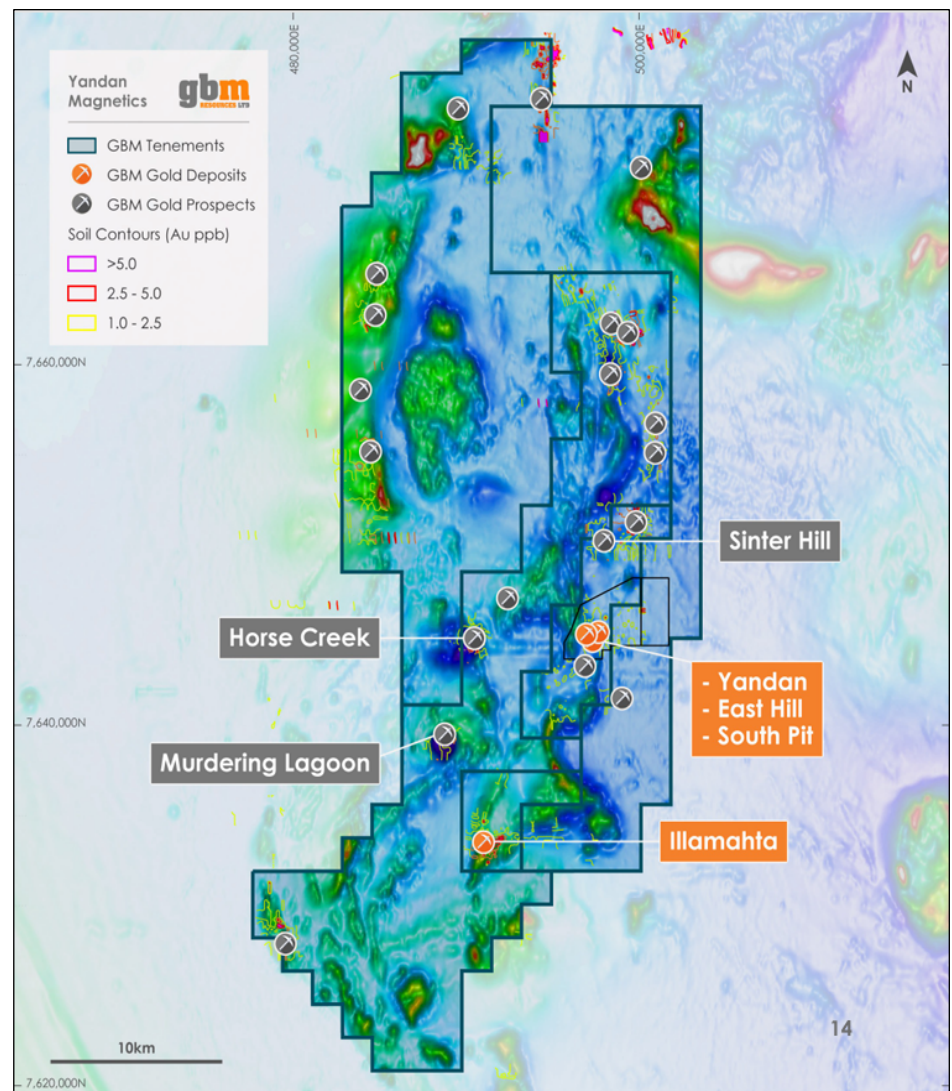 480,000E
500,000E
Yandan
Magnetics
gbm
RESOURCES LTD
N
GBM Tenements
GBM Gold Deposits
GBM Gold Prospects
Soil Contours (Au ppb)
>5.0
2.5 - 5.0
1.0 - 2.5
7,660,000N
Sinter Hill
Horse Creek
- Yandan
- East Hill
- South Pit
7,640,000N
Murdering Lagoon
Illamahta
14
10km
7,620,000N